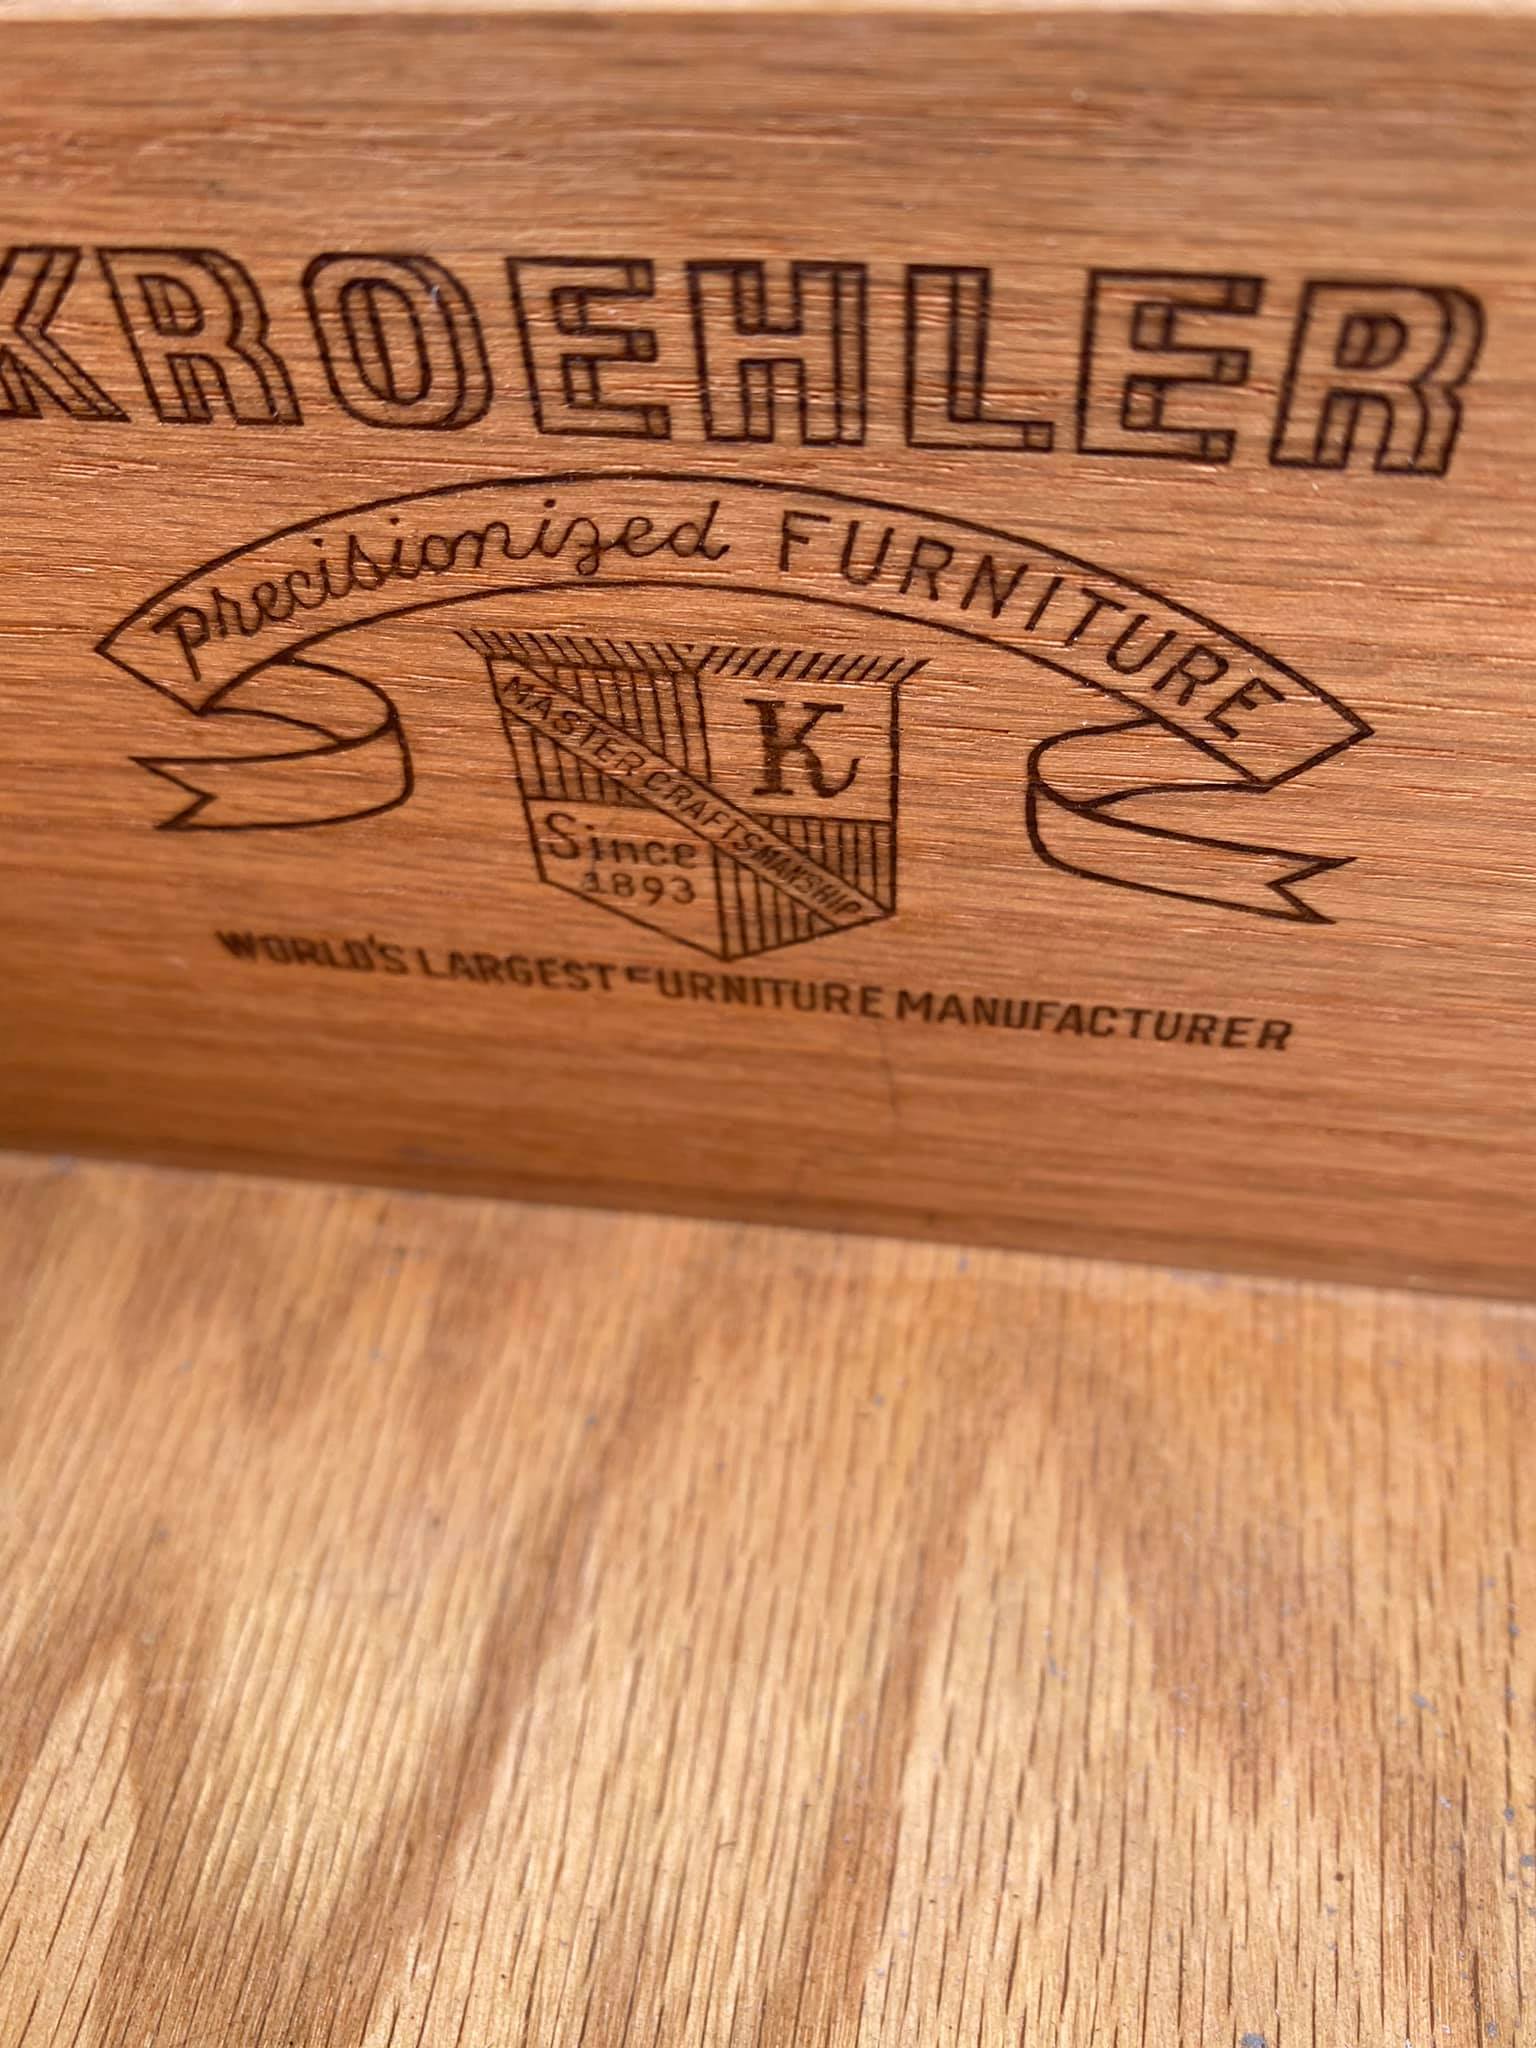 KROEHLER
Precisionized FURNITURE
MASTER CRAFTSMANSHIP
K
Since
1893
WORLD'S LARGEST FURNITURE MANUFACTURER